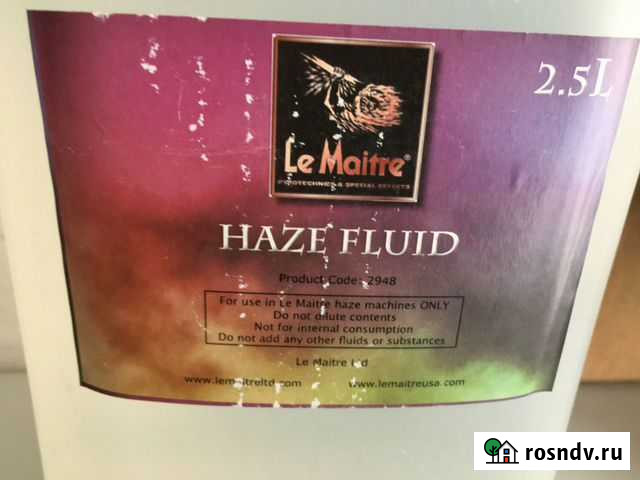 2.5L
Le Maitre®
PYROTECHNICS & SPECIAL EFFECTS
HAZE FLUID
Product Code: 2948
For use in Le Maitre haze machines ONLY
Do not dilute contents
Not for internal consumption
Do not add any other fluids or substances
Le Maitre Ltd
www.lemaitreltd.com www.lemaitreusa.com
rosndv.ru